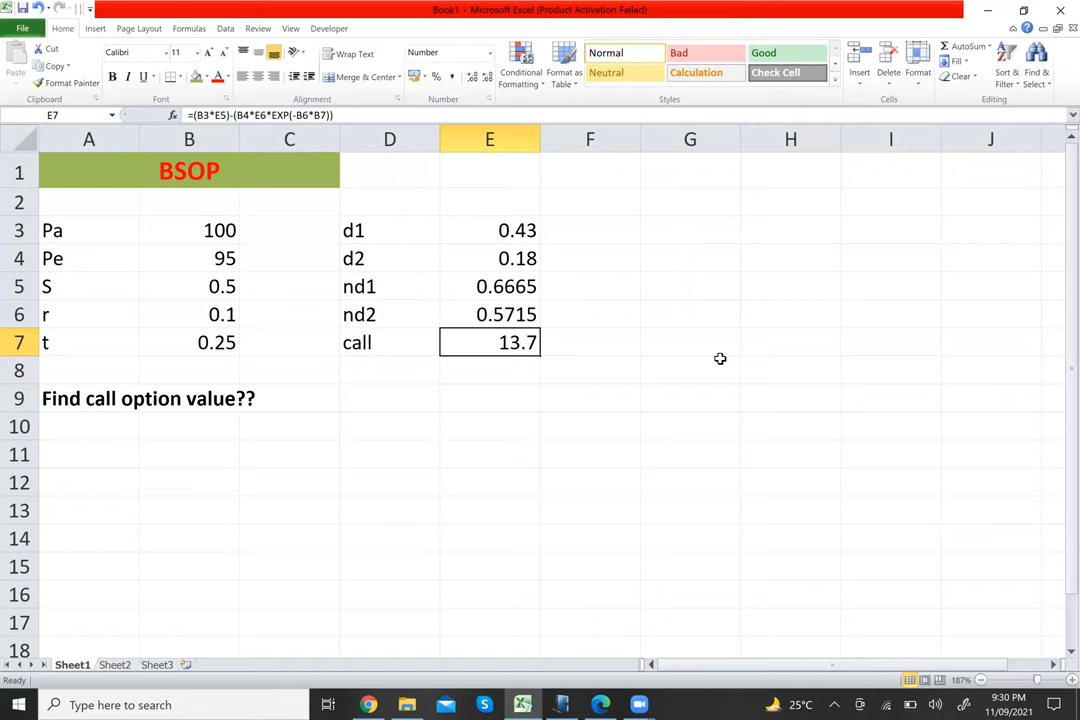 Book1 - Microsoft Excel (Product Activation Failed)
File Home Insert Page Layout Formulas Data Review View Developer
Paste Cut Copy Format Painter Clipboard
Calibri 11 B I U Font
Wrap Text Merge & Center Alignment
Number % , Number
Conditional Formatting Format as Table
Normal Bad Good
Neutral Calculation Check Cell
Styles
Insert Delete Format Cells
AutoSum Fill Clear Sort & Filter Find & Select Editing
E7 fx =(B3*E5)-(B4*E6*EXP(-B6*B7))
A B C D E F G H I J
1 BSOP
2
3 Pa 100 d1 0.43
4 Pe 95 d2 0.18
5 S 0.5 nd1 0.6665
6 r 0.1 nd2 0.5715
7 t 0.25 call 13.7
8
9 Find call option value??
10
11
12
13
14
15
16
17
18
Sheet1 Sheet2 Sheet3
Ready 187%
Type here to search 25°C 9:30 PM
11/09/2021